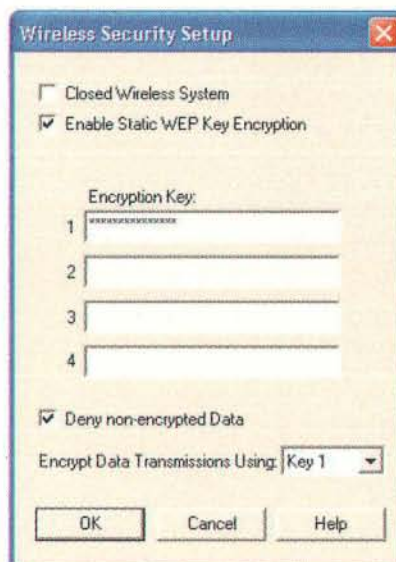 Wireless Security Setup
Closed Wireless System
Enable Static WEP Key Encryption
Encryption Key:
1 ***************
2
3
4
Deny non-encrypted Data
Encrypt Data Transmissions Using: Key 1
OK Cancel Help